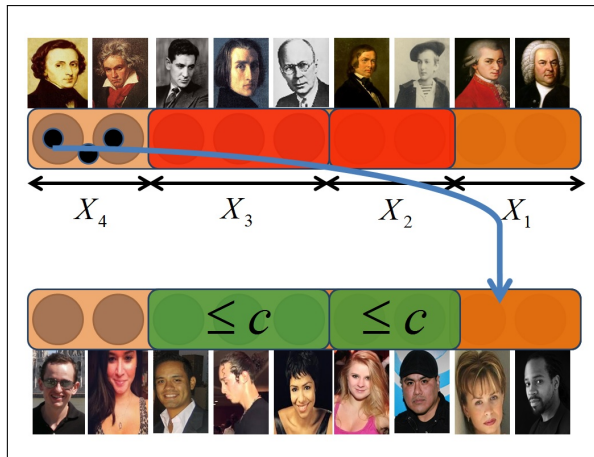 X₄ X₃ X₂ X₁
≤ c ≤ c